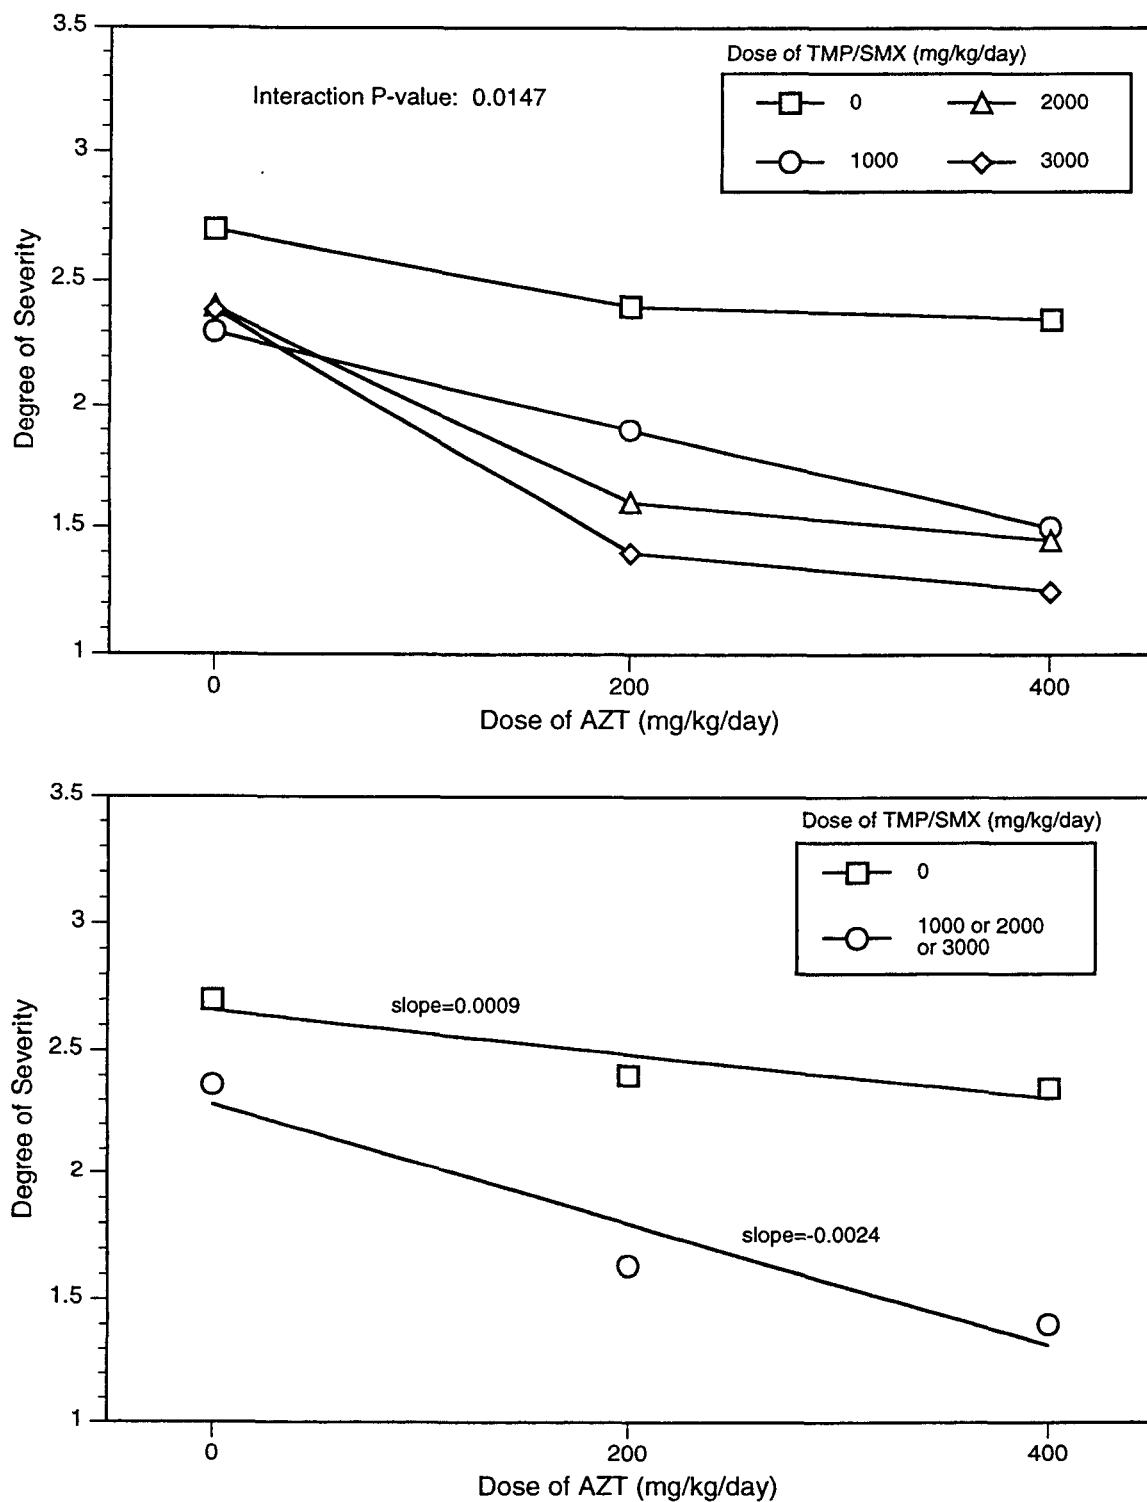 3.5
Dose of TMP/SMX (mg/kg/day)
Interaction P-value: 0.0147
0
2000
1000
3000
3
2.5
2
1.5
1
Degree of Severity
0
200
400
Dose of AZT (mg/kg/day)
3.5
Dose of TMP/SMX (mg/kg/day)
0
1000 or 2000
or 3000
3
2.5
2
1.5
1
Degree of Severity
slope=0.0009
slope=-0.0024
0
200
400
Dose of AZT (mg/kg/day)